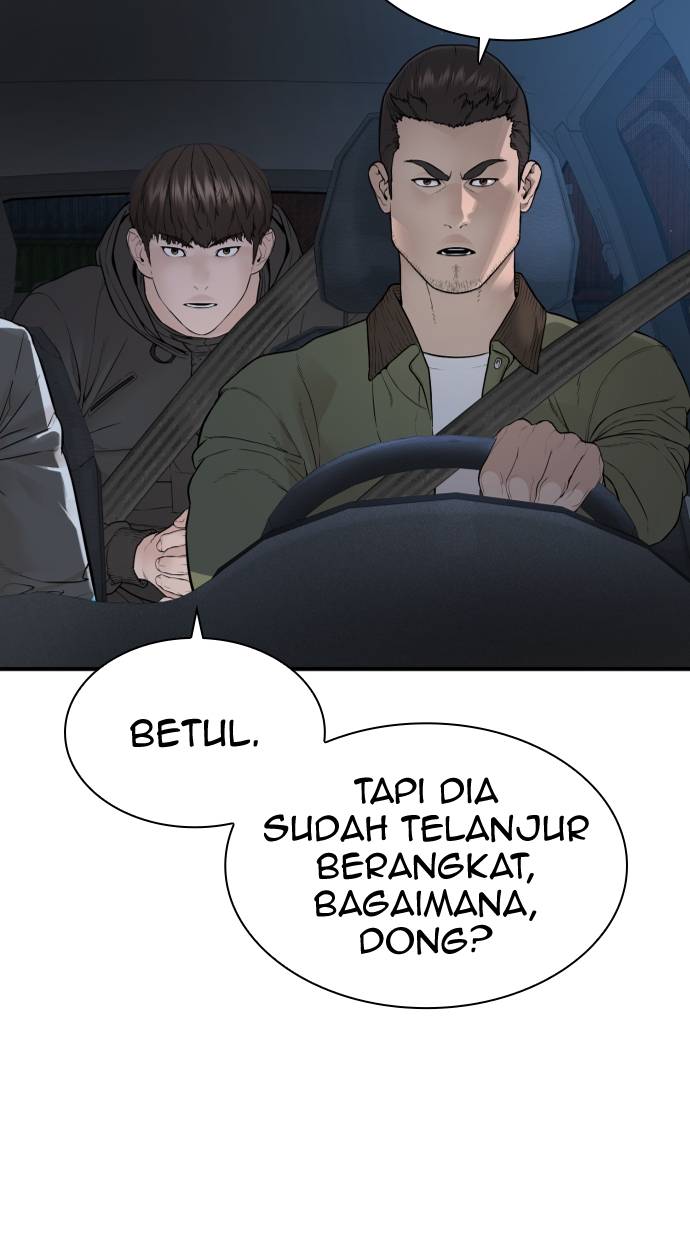 BETUL.
TAPI DIA
SUDAH TELANJUR
BERANGKAT,
BAGAIMANA,
DONG?